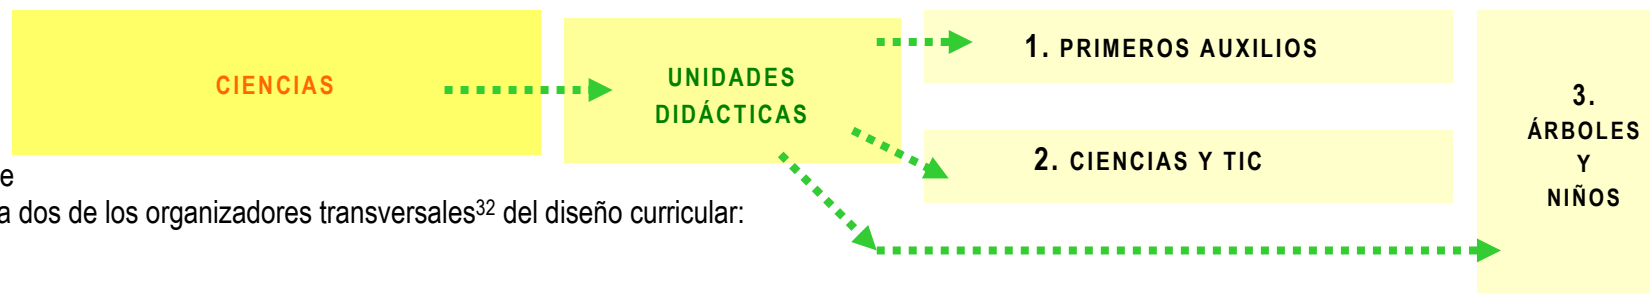 CIENCIAS
UNIDADES
DIDÁCTICAS
1. PRIMEROS AUXILIOS
2. CIENCIAS Y TIC
3.
ÁRBOLES
Y
NIÑOS
e
a dos de los organizadores transversales32 del diseño curricular: